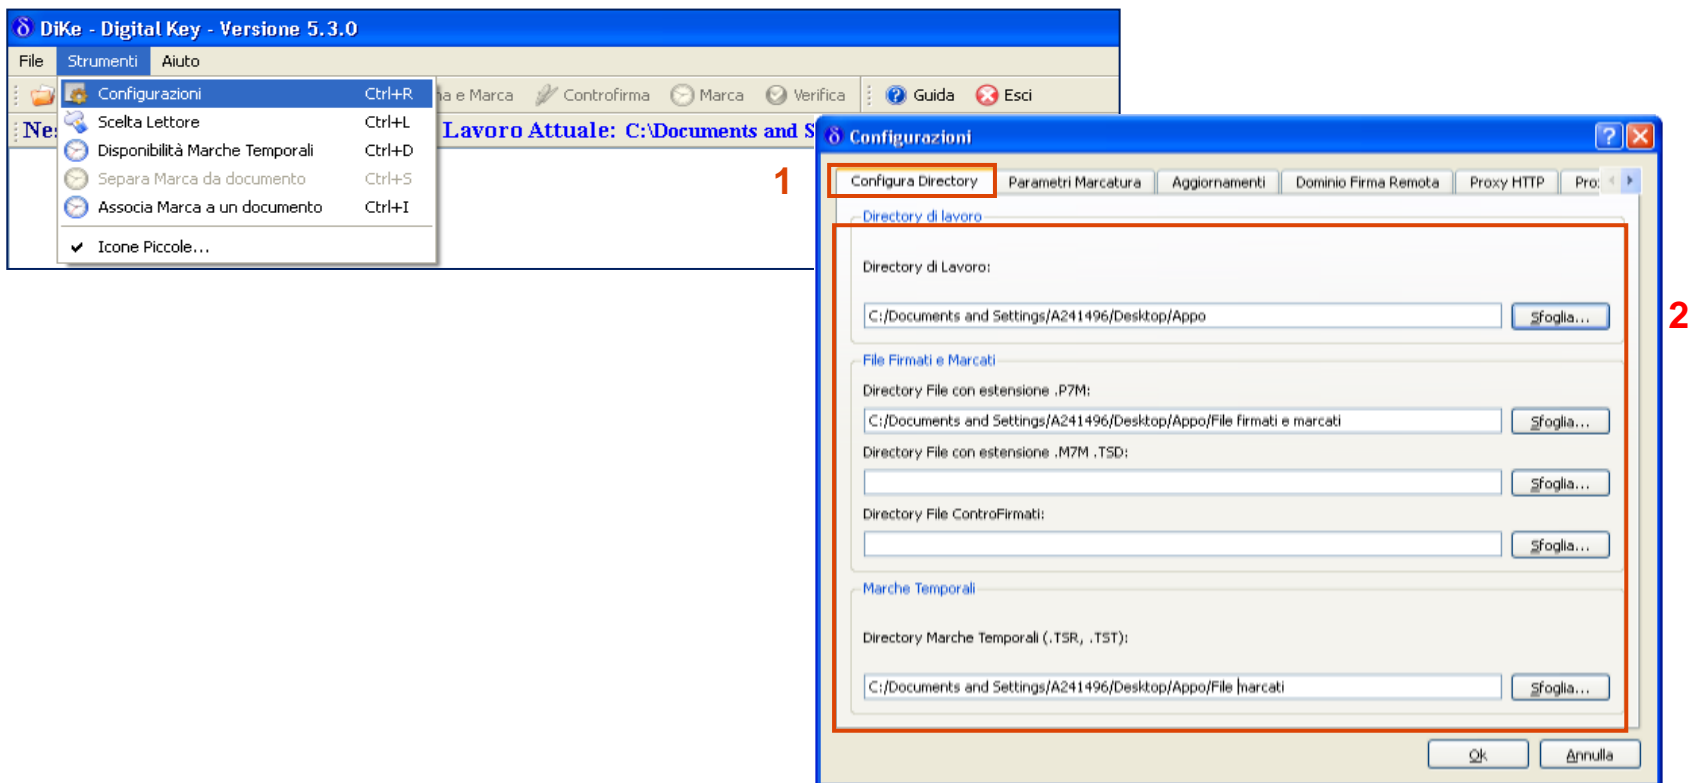 DiKe - Digital Key - Versione 5.3.0
File Strumenti Aiuto
Configurazioni Ctrl+R
Scelta Lettore Ctrl+L
Disponibilità Marche Temporali Ctrl+D
Separa Marca da documento Ctrl+S
Associa Marca a un documento Ctrl+I
Icone Piccole...
e Marca Controfirma Marca Verifica Guida Esci
Lavoro Attuale: C:\Documents and S
1
2
Configurazioni
Configura Directory Parametri Marcatura Aggiornamenti Dominio Firma Remota Proxy HTTP
Directory di lavoro
Directory di Lavoro:
C:/Documents and Settings/A241496/Desktop/Appo Sfoglia...
File Firmati e Marcati
Directory File con estensione .P7M:
C:/Documents and Settings/A241496/Desktop/Appo/File firmati e marcati Sfoglia...
Directory File con estensione .M7M .TSD:
Sfoglia...
Directory File ControFirmati:
Sfoglia...
Marche Temporali
Directory Marche Temporali (.TSR, .TST):
C:/Documents and Settings/A241496/Desktop/Appo/File marcati Sfoglia...
Ok Annulla